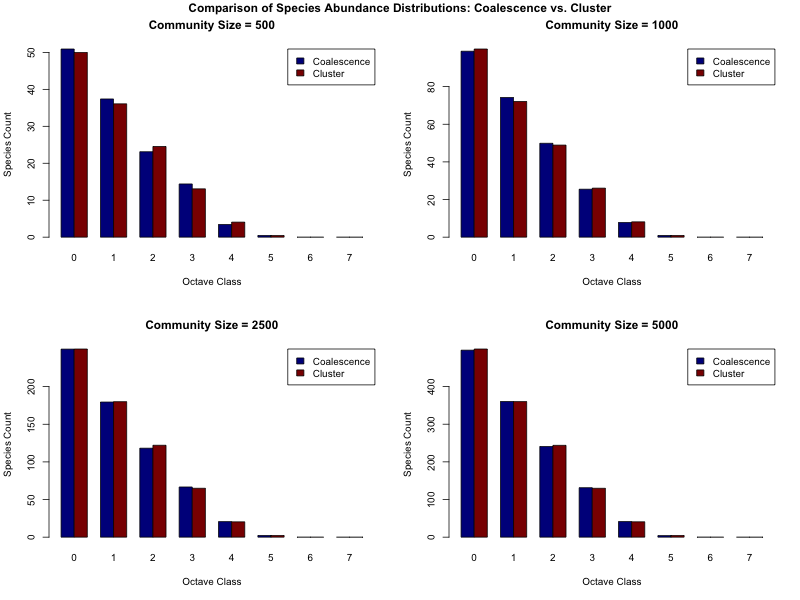 Comparison of Species Abundance Distributions: Coalescence vs. Cluster
Community Size = 500
Coalescence
Cluster
Species Count
50
40
30
20
10
0
0 1 2 3 4 5 6 7
Octave Class
Community Size = 1000
Coalescence
Cluster
Species Count
80
60
40
20
0
0 1 2 3 4 5 6 7
Octave Class
Community Size = 2500
Coalescence
Cluster
Species Count
200
150
100
50
0
0 1 2 3 4 5 6 7
Octave Class
Community Size = 5000
Coalescence
Cluster
Species Count
400
300
200
100
0
0 1 2 3 4 5 6 7
Octave Class